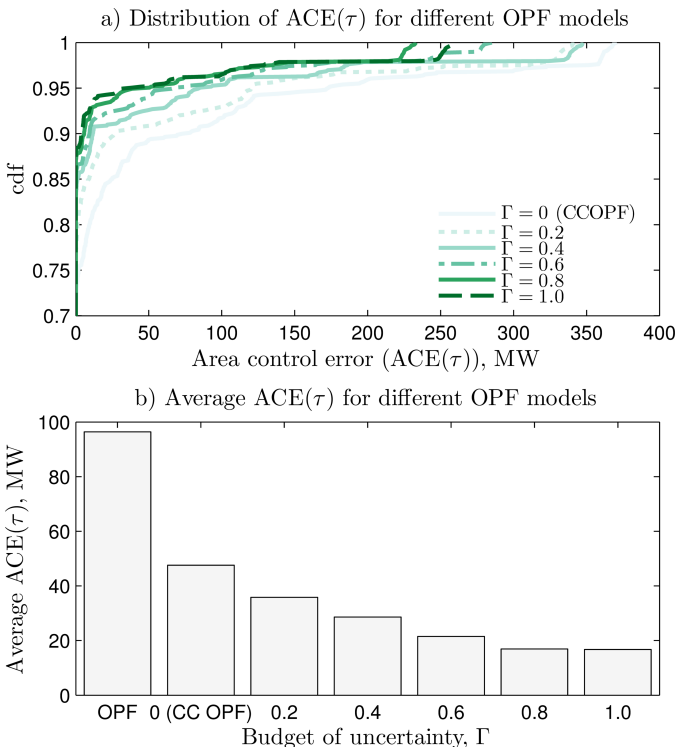 a) Distribution of ACE(τ) for different OPF models
1
0.95
0.9
0.85
0.8
0.75
0.7
cdf
Γ = 0 (CCOPF)
Γ = 0.2
Γ = 0.4
Γ = 0.6
Γ = 0.8
Γ = 1.0
0 50 100 150 200 250 300 350 400
Area control error (ACE(τ)), MW
b) Average ACE(τ) for different OPF models
100
80
60
40
20
0
Average ACE(τ), MW
OPF 0 (CC OPF) 0.2 0.4 0.6 0.8 1.0
Budget of uncertainty, Γ